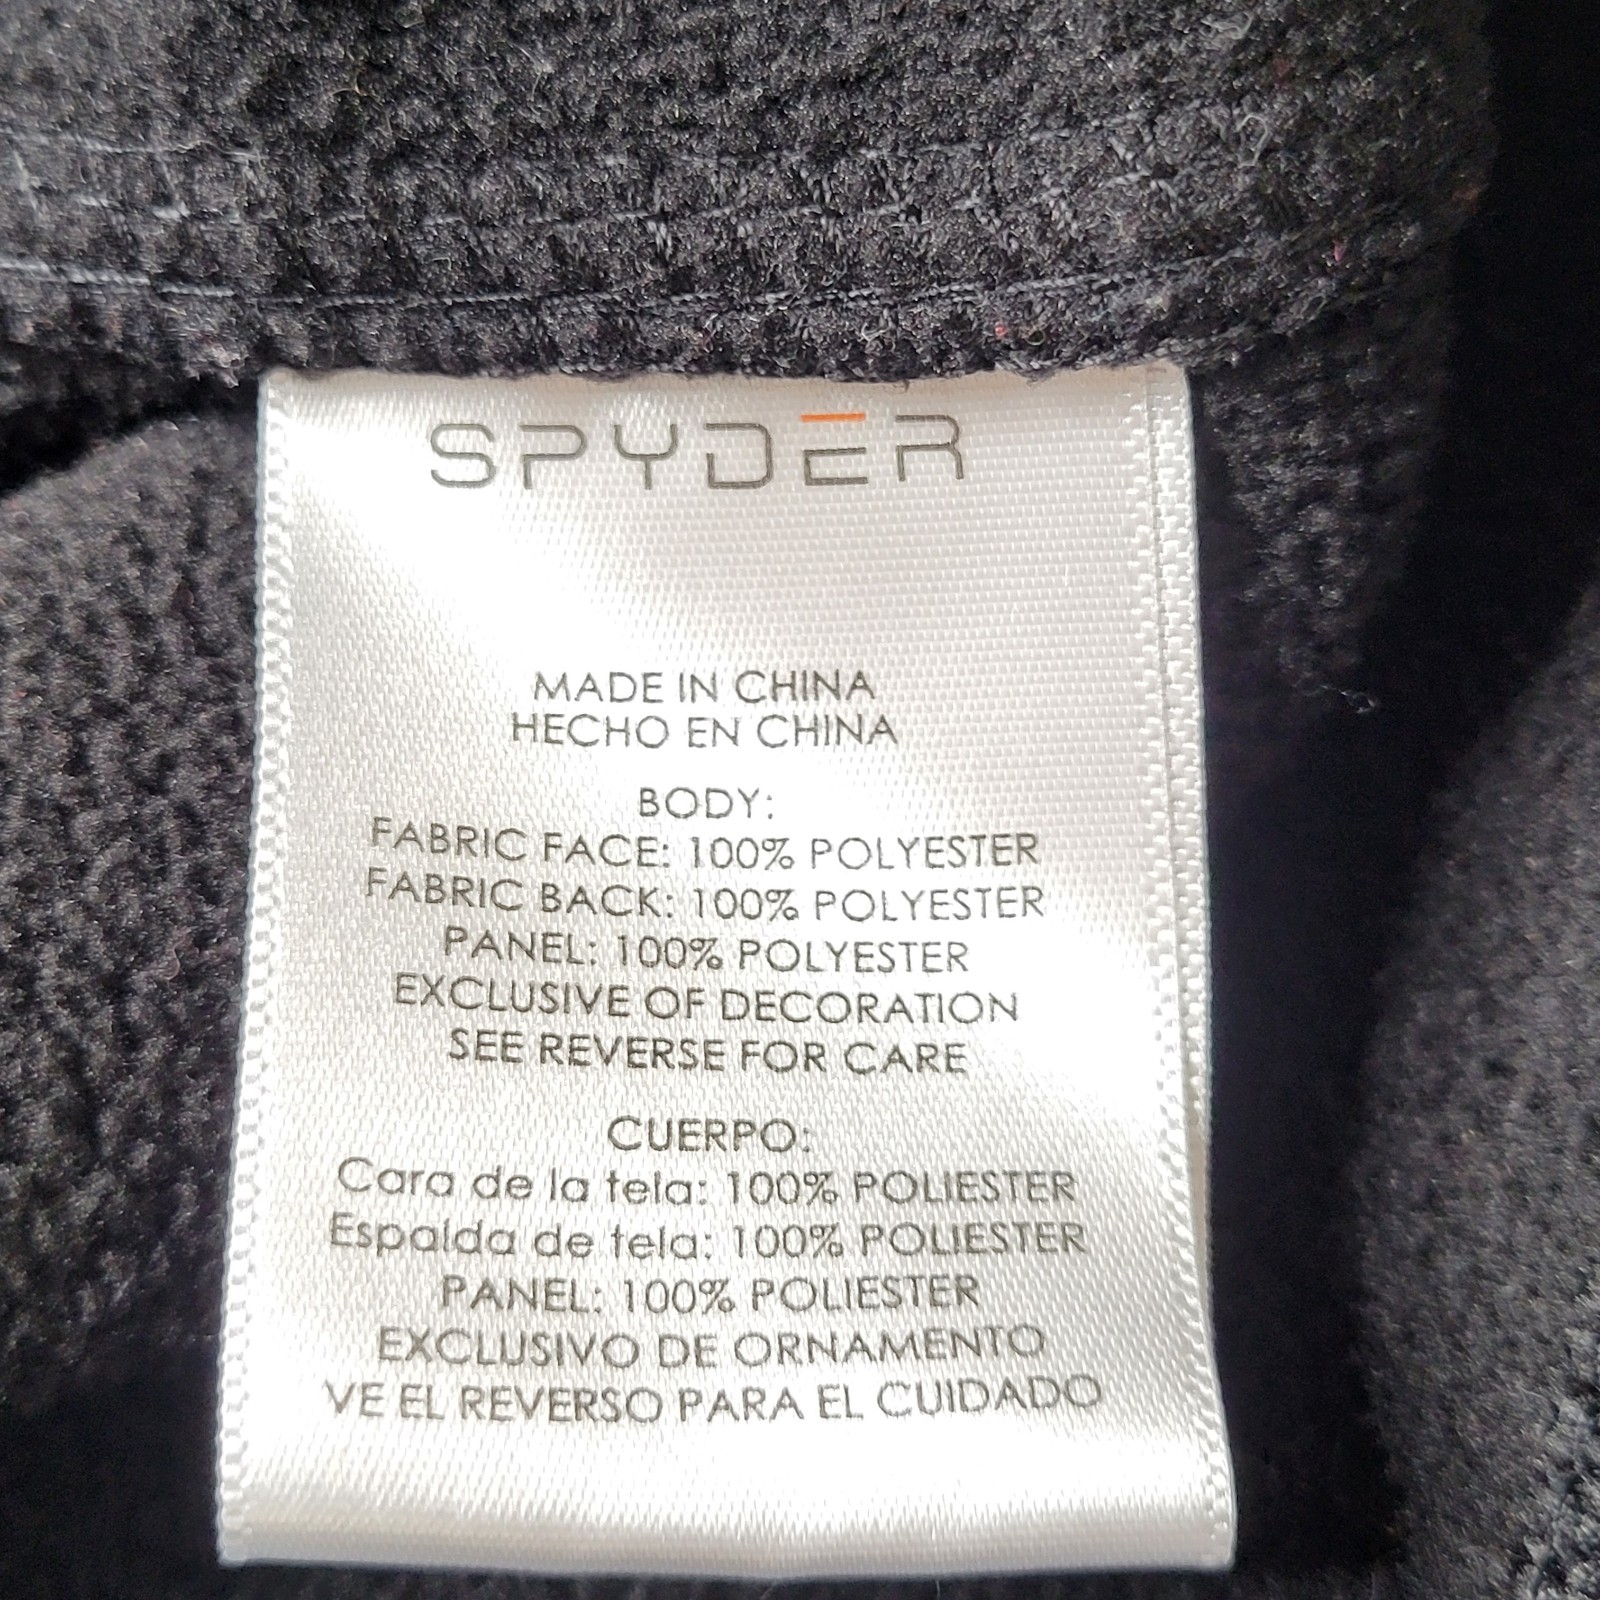 SPYDER
MADE IN CHINA
HECHO EN CHINA
BODY:
FABRIC FACE: 100% POLYESTER
FABRIC BACK: 100% POLYESTER
PANEL: 100% POLYESTER
EXCLUSIVE OF DECORATION
SEE REVERSE FOR CARE
CUERPO:
Cara de la tela: 100% POLIESTER
Espalda de tela: 100% POLIESTER
PANEL: 100% POLIESTER
EXCLUSIVO DE ORNAMENTO
VE EL REVERSO PARA EL CUIDADO